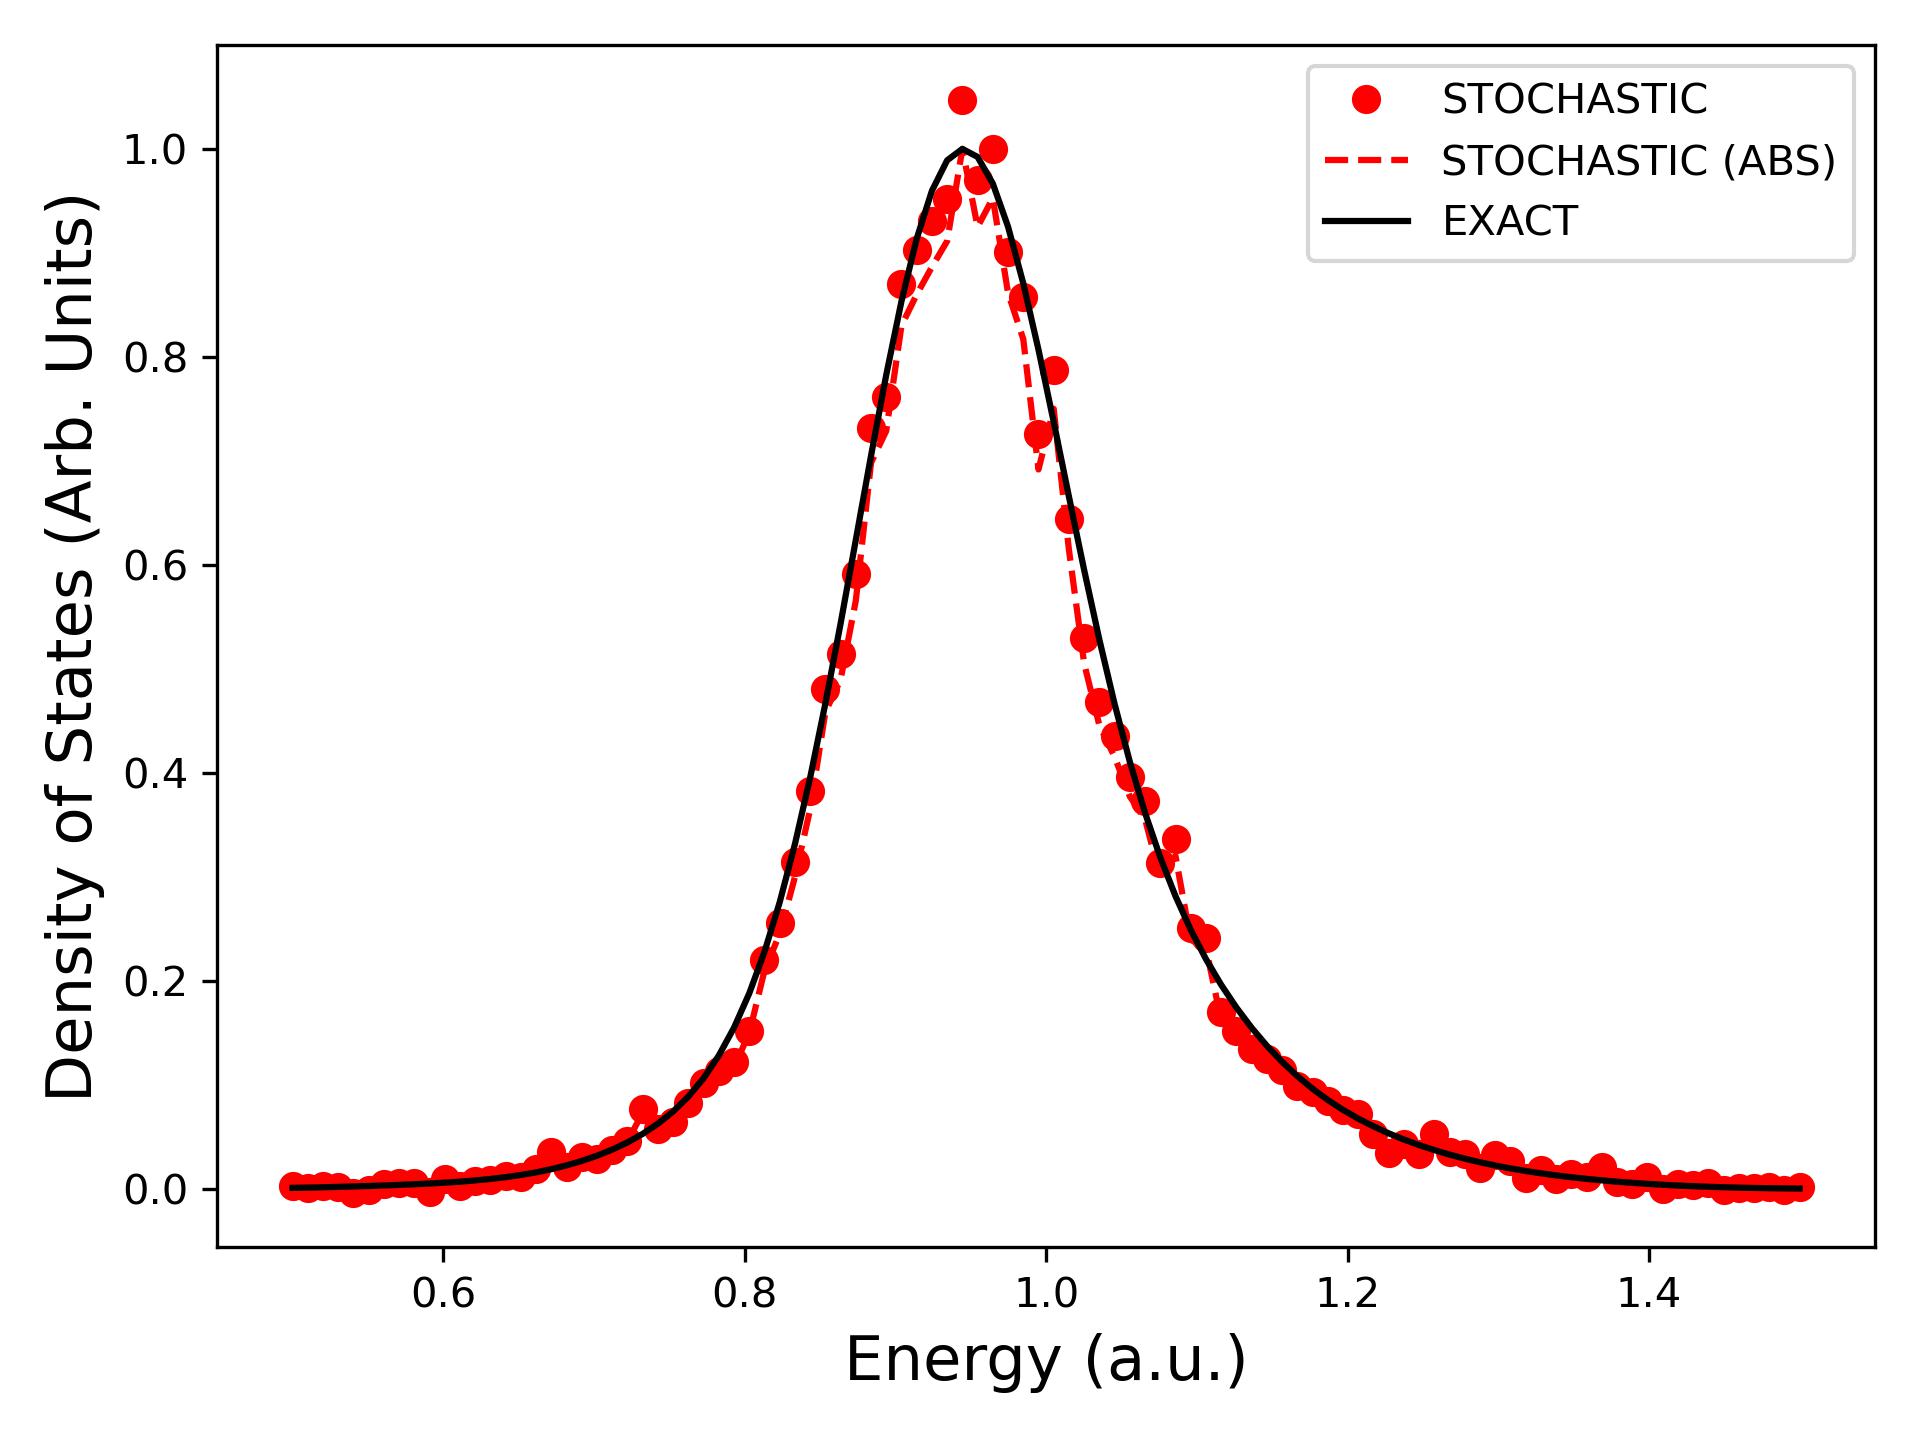 STOCHASTIC
STOCHASTIC (ABS)
EXACT
Density of States (Arb. Units)
1.0
0.8
0.6
0.4
0.2
0.0
0.6 0.8 1.0 1.2 1.4
Energy (a.u.)